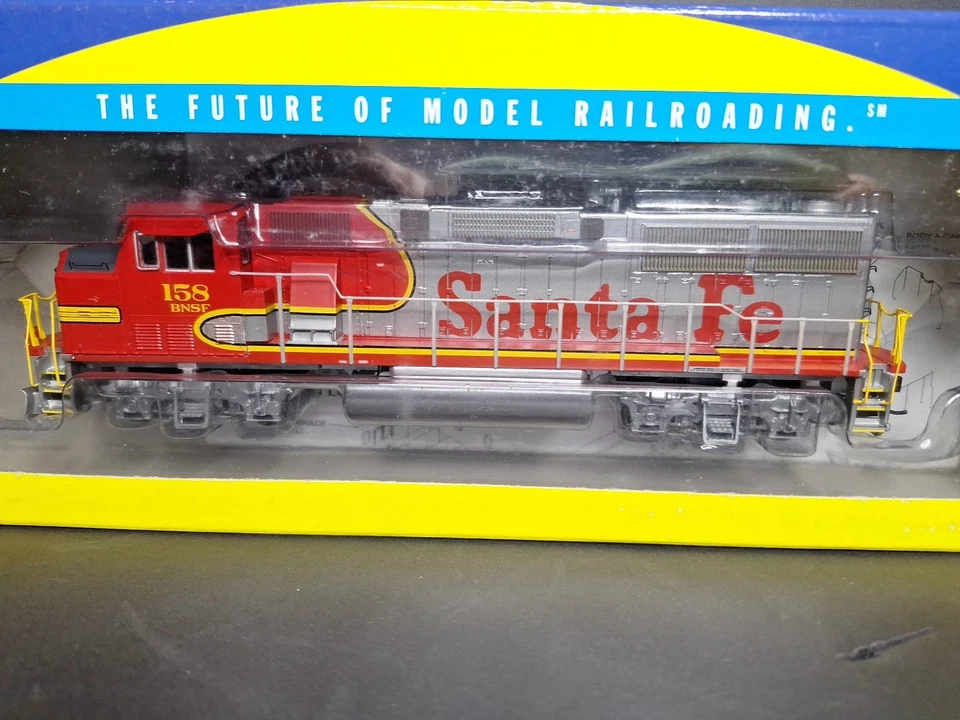 THE FUTURE OF MODEL RAILROADING.℠
158
BNSF
Santa Fe